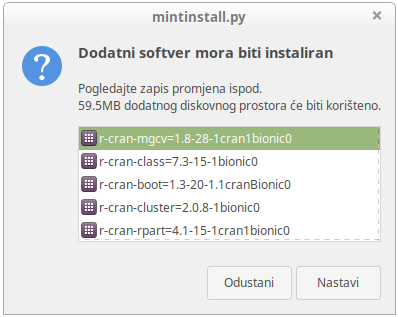 mintinstall.py
Dodatni softver mora biti instaliran
Pogledajte zapis promjena ispod.
59.5MB dodatnog diskovnog prostora će biti korišteno.
r-cran-mgcv=1.8-28-1cran1bionic0
r-cran-class=7.3-15-1bionic0
r-cran-boot=1.3-20-1.1cranBionic0
r-cran-cluster=2.0.8-1bionic0
r-cran-rpart=4.1-15-1cran1bionic0
Odustani
Nastavi